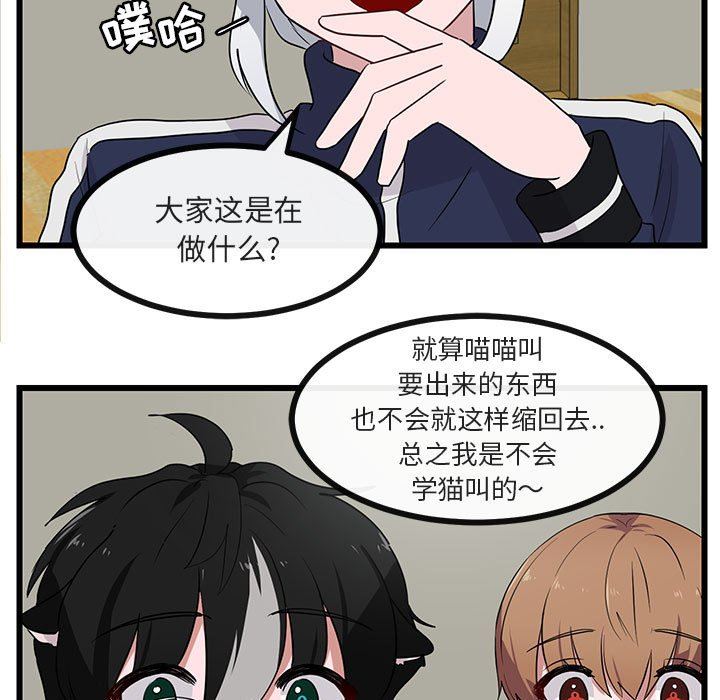 噗哈
大家这是在
做什么?
就算喵喵叫
要出来的东西
也不会就这样缩回去..
总之我是不会
学猫叫的～